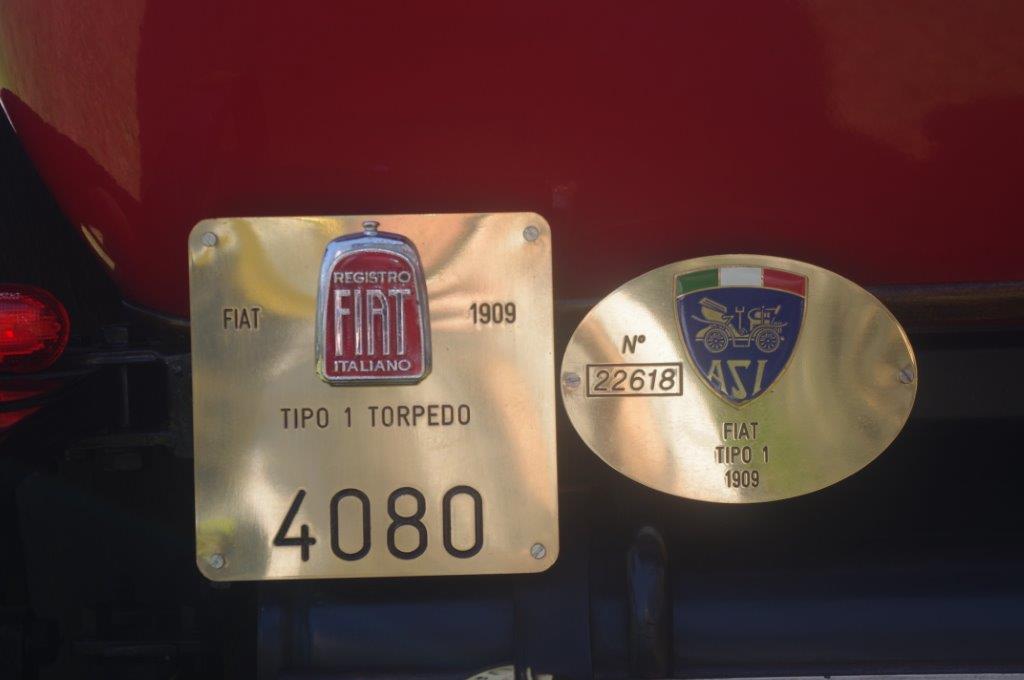 REGISTRO
FIAT
ITALIANO
FIAT 1909
TIPO 1 TORPEDO
4080
N°
22618
ASI
FIAT
TIPO 1
1909